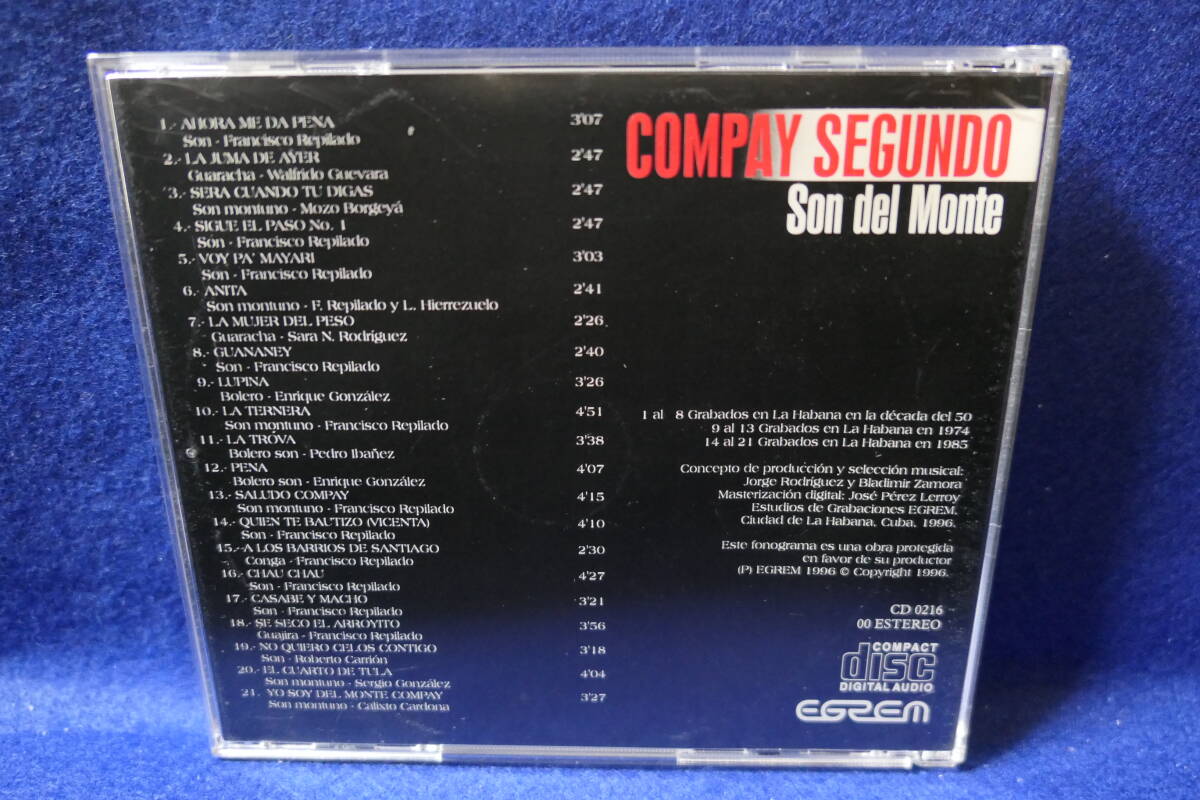 1.- AHORA ME DA PENA 3'07
Son - Francisco Repilado
2.- LA JUMA DE AYER 2'47
Guaracha - Walfrido Guevara
3.- SERA CUANDO TU DIGAS 2'47
Son montuno - Mozo Borgeyá
4.- SIGUE EL PASO No. 1 2'47
Son - Francisco Repilado
5.- VOY PA' MAYARI 3'03
Son - Francisco Repilado
6.- ANITA 2'41
Son montuno - F. Repilado y L. Hierrezuelo
7.- LA MUJER DEL PESO 2'26
Guaracha - Sara N. Rodríguez
8.- GUANANEY 2'40
Son - Francisco Repilado
9.- LUPINA 3'26
Bolero - Enrique González
10.- LA TERNERA 4'51
Son montuno - Francisco Repilado
11.- LA TROVA 3'38
Bolero son - Pedro Ibañez
12.- PENA 4'07
Bolero son - Enrique González
13.- SALUDO COMPAY 4'15
Son montuno - Francisco Repilado
14.- QUIEN TE BAUTIZO (VICENTA) 4'10
Son - Francisco Repilado
15.- A LOS BARRIOS DE SANTIAGO 2'30
Conga - Francisco Repilado
16.- CHAU CHAU 4'27
Son - Francisco Repilado
17.- CASABE Y MACHO 3'21
Son - Francisco Repilado
18.- SE SECO EL ARROYITO 3'56
Guajira - Francisco Repilado
19.- NO QUIERO CELOS CONTIGO 3'18
Son - Roberto Carrión
20.- EL CUARTO DE TULA 4'04
Son montuno - Sergio González
21. YO SOY DEL MONTE COMPAY 3'27
Son montuno - Calixto Cardona
COMPAY SEGUNDO
Son del Monte
1 al 8 Grabados en La Habana en la década del 50
9 al 13 Grabados en La Habana en 1974
14 al 21 Grabados en La Habana en 1985
Concepto de producción y selección musical:
Jorge Rodríguez y Bladimir Zamora
Masterización digital: José Pérez Lerroy
Estudios de Grabaciones EGREM,
Ciudad de La Habana, Cuba, 1996.
Este fonograma es una obra protegida
en favor de su productor
(P) EGREM 1996 © Copyright 1996.
CD 0216
00 ESTEREO
COMPACT
disc
DIGITAL AUDIO
EGREM